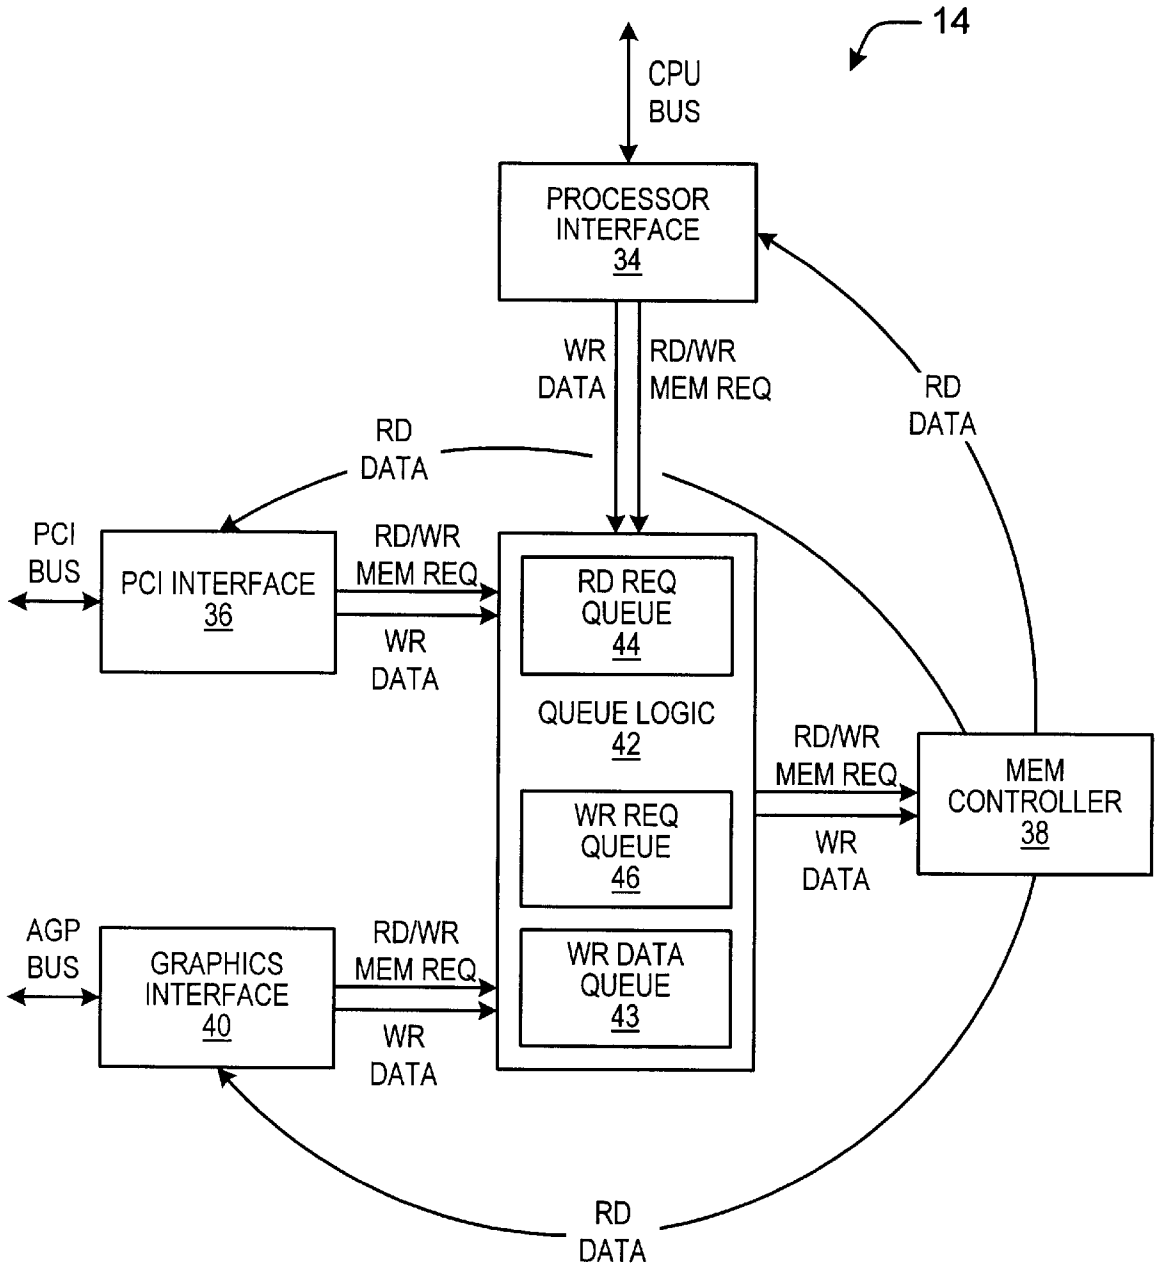 14
CPU
BUS
PROCESSOR
INTERFACE
34
WR
DATA
RD/WR
MEM REQ
RD
DATA
RD
DATA
PCI
BUS
PCI INTERFACE
36
RD/WR
MEM REQ
WR
DATA
RD REQ
QUEUE
44
QUEUE LOGIC
42
WR REQ
QUEUE
46
WR DATA
QUEUE
43
RD/WR
MEM REQ
WR
DATA
MEM
CONTROLLER
38
AGP
BUS
GRAPHICS
INTERFACE
40
RD/WR
MEM REQ
WR
DATA
RD
DATA